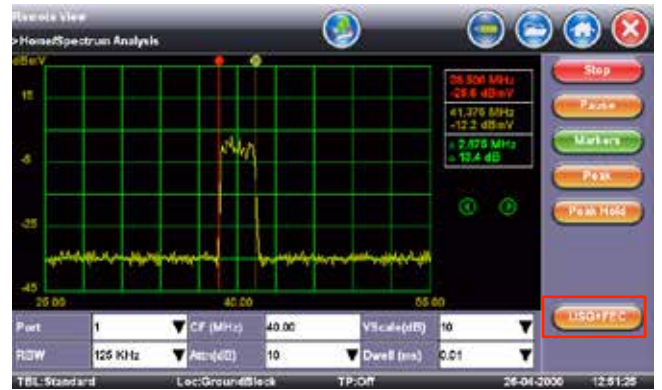 Remote View
>Home/Spectrum Analysis
dBmV
15
-5
-25
-45
25.00 40.00 55.00
38.500 MHz
-25.6 dBmV
41.375 MHz
-12.2 dBmV
2.875 MHz
13.4 dB
Stop
Pause
Markers
Peak
Peak Hold
USG+FEC
Port 1 CF (MHz) 40.00 VScale(dB) 10
RBW 125 KHz Attn(dB) 10 Dwell (ms) 0.01
TBL:Standard Loc:GroundBlock TP:Off 26-04-2000 12:51:25